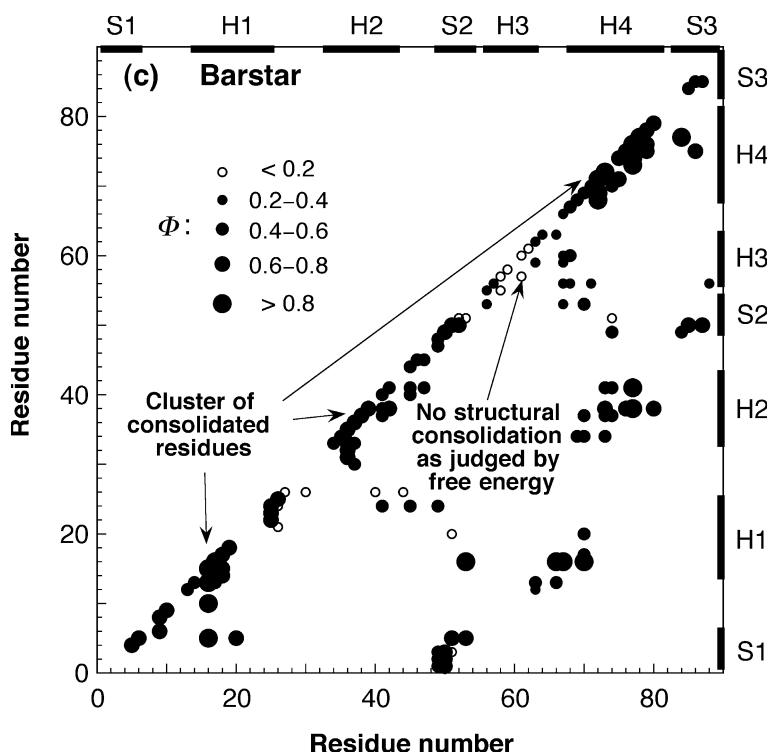 S1 H1 H2 S2 H3 H4 S3
(c) Barstar
Φ:
< 0.2
0.2–0.4
0.4–0.6
0.6–0.8
> 0.8
Cluster of
consolidated
residues
No structural
consolidation
as judged by
free energy
Residue number
80
60
40
20
0
0 20 40 60 80
Residue number
S3
H4
H3
S2
H2
H1
S1